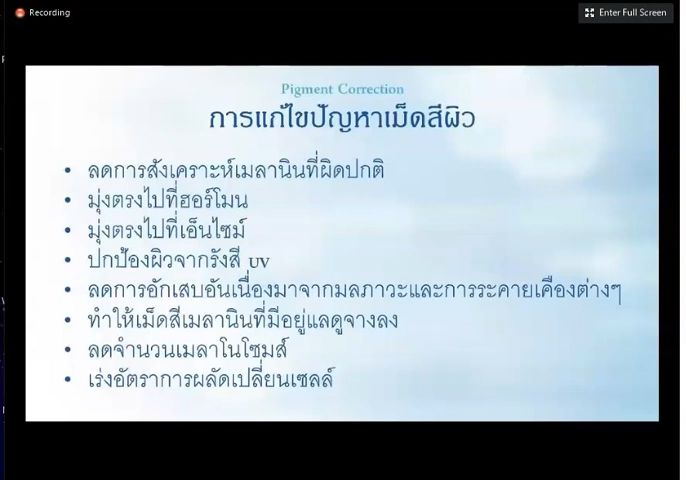 Recording
Enter Full Screen
Pigment Correction
การแก้ไขปัญหาเม็ดสีผิว
• ลดการสังเคราะห์เมลานินที่ผิดปกติ
• มุ่งตรงไปที่ฮอร์โมน
• มุ่งตรงไปที่เอ็นไซม์
• ปกป้องผิวจากรังสี UV
• ลดการอักเสบอันเนื่องมาจากมลภาวะและการระคายเคืองต่างๆ
• ทำให้เม็ดสีเมลานินที่มีอยู่แลดูจางลง
• ลดจำนวนเมลาโนโซมส์
• เร่งอัตราการผลัดเปลี่ยนเซลล์